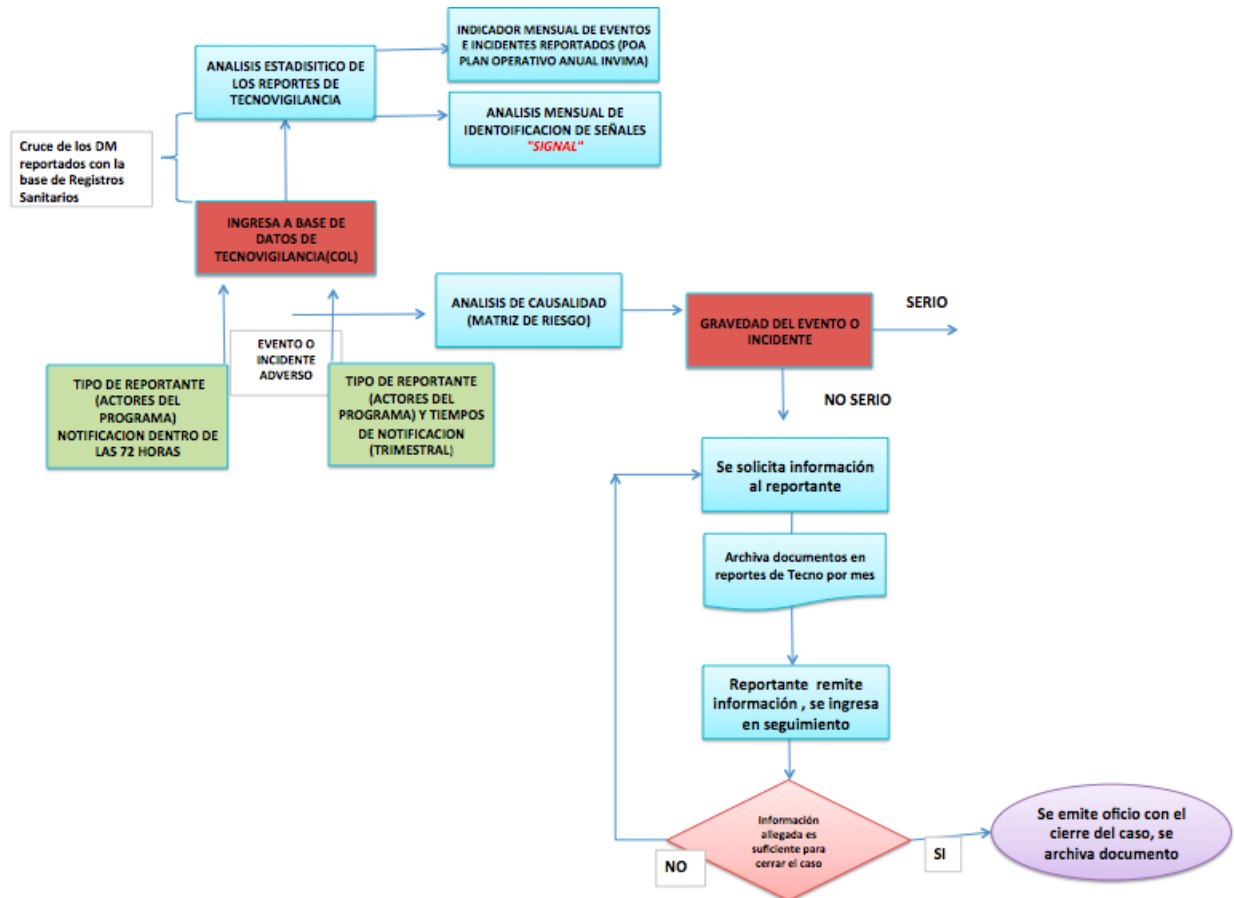 INDICADOR MENSUAL DE EVENTOS
E INCIDENTES REPORTADOS (POA
PLAN OPERATIVO ANUAL INVIMA)
ANALISIS ESTADISITICO DE
LOS REPORTES DE
TECNOVIGILANCIA
ANALISIS MENSUAL DE
IDENTOIFICACION DE SEÑALES
"SIGNAL"
Cruce de los DM
reportados con la
base de Registros
Sanitarios
INGRESA A BASE DE
DATOS DE
TECNOVIGILANCIA(COL)
ANALISIS DE CAUSALIDAD
(MATRIZ DE RIESGO)
GRAVEDAD DEL EVENTO O
INCIDENTE
SERIO
NO SERIO
EVENTO O
INCIDENTE
ADVERSO
TIPO DE REPORTANTE
(ACTORES DEL
PROGRAMA)
NOTIFICACION DENTRO DE
LAS 72 HORAS
TIPO DE REPORTANTE
(ACTORES DEL
PROGRAMA) Y TIEMPOS
DE NOTIFICACION
(TRIMESTRAL)
Se solicita información
al reportante
Archiva documentos en
reportes de Tecno por mes
Reportante remite
información , se ingresa
en seguimiento
Información
allegada es
suficiente para
cerrar el caso
NO
SI
Se emite oficio con el
cierre del caso, se
archiva documento